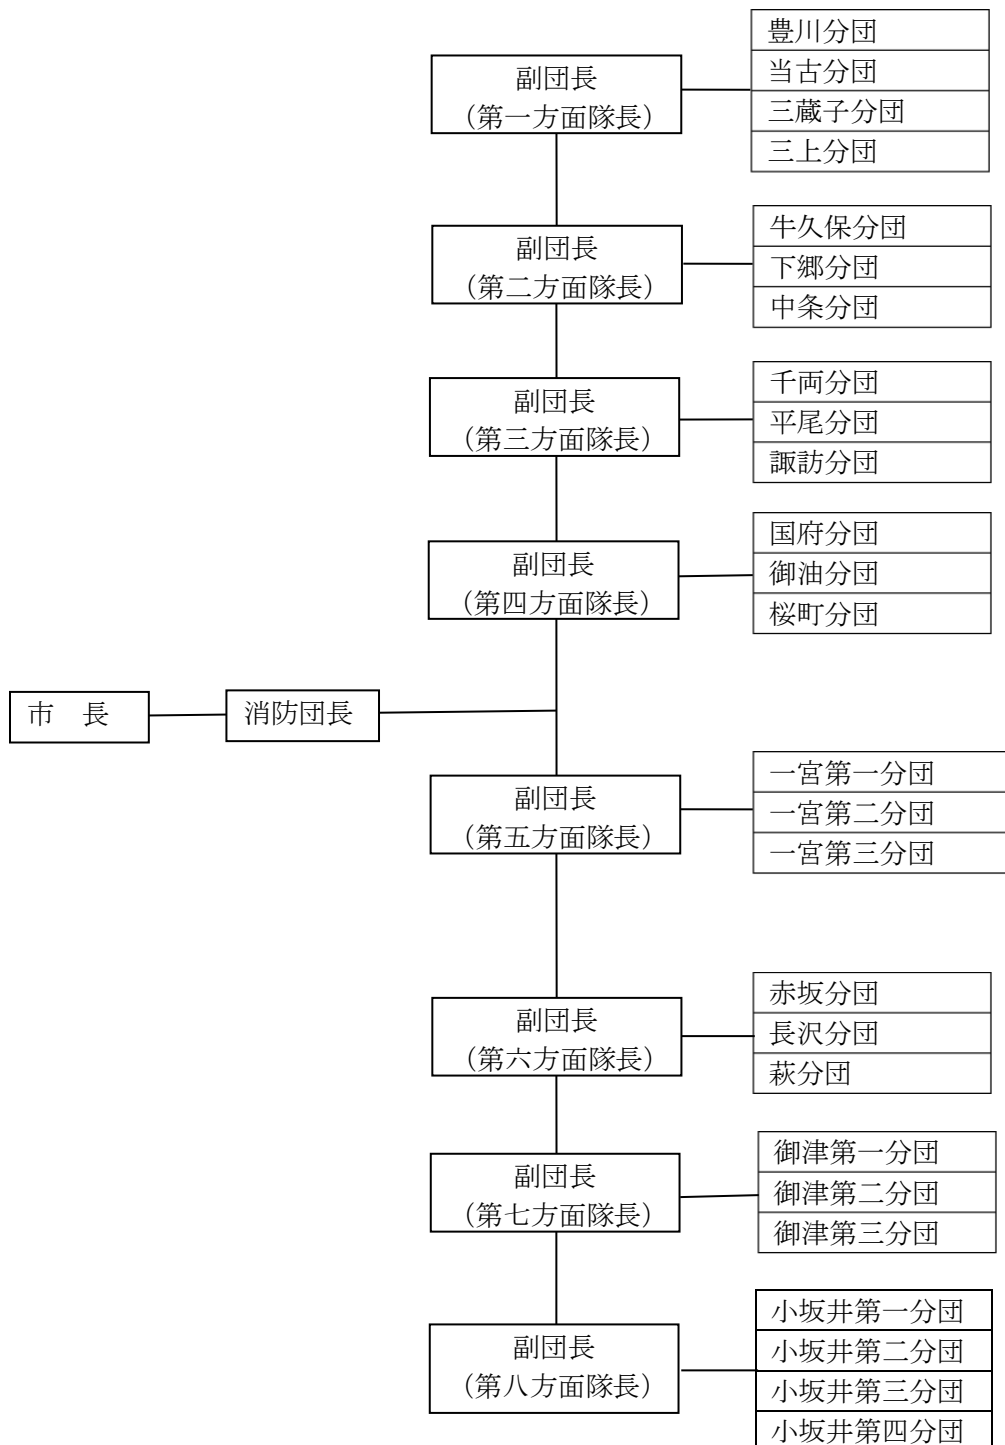 副団長
（第一方面隊長）
豊川分団
当古分団
三蔵子分団
三上分団
副団長
（第二方面隊長）
牛久保分団
下郷分団
中条分団
副団長
（第三方面隊長）
千両分団
平尾分団
諏訪分団
副団長
（第四方面隊長）
国府分団
御油分団
桜町分団
市　長
消防団長
副団長
（第五方面隊長）
一宮第一分団
一宮第二分団
一宮第三分団
副団長
（第六方面隊長）
赤坂分団
長沢分団
萩分団
副団長
（第七方面隊長）
御津第一分団
御津第二分団
御津第三分団
副団長
（第八方面隊長）
小坂井第一分団
小坂井第二分団
小坂井第三分団
小坂井第四分団